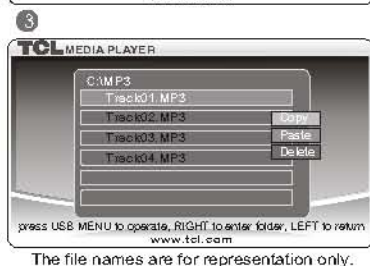 3
TCL MEDIA PLAYER
C:\MP3
Track01.MP3
Track02.MP3
Copy
Track03.MP3
Paste
Track04.MP3
Delete
press USB MENU to operate, RIGHT to enter folder, LEFT to return
www.tcl.com
The file names are for representation only.